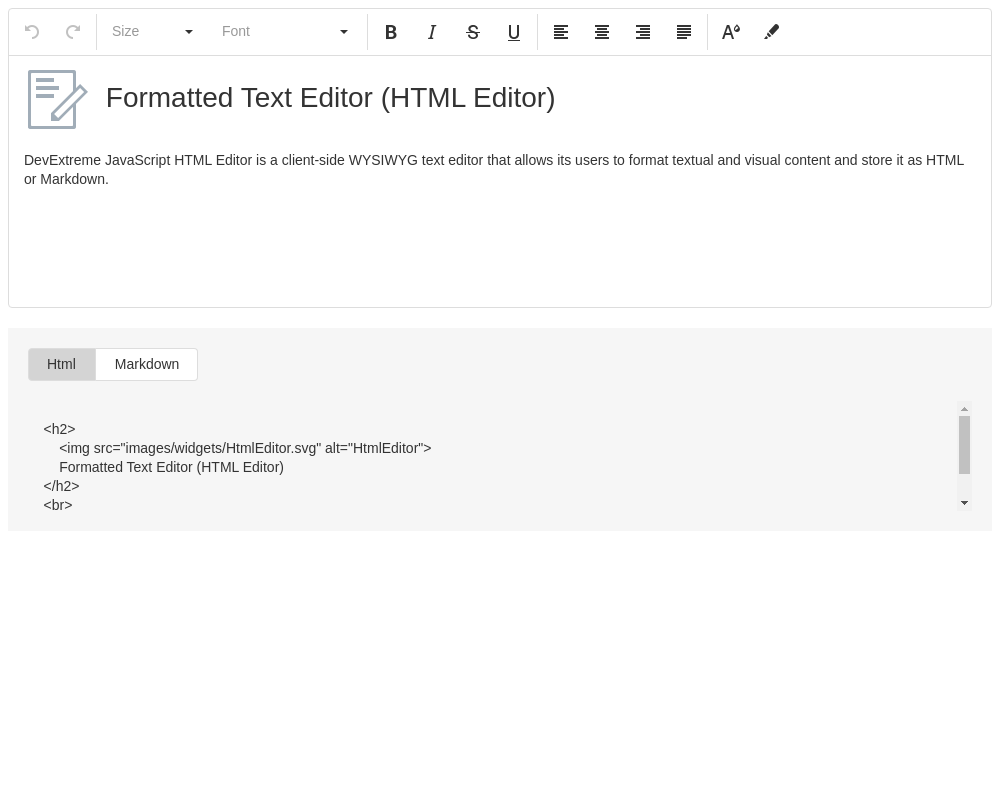 Size Font B I S U A
Formatted Text Editor (HTML Editor)
DevExtreme JavaScript HTML Editor is a client-side WYSIWYG text editor that allows its users to format textual and visual content and store it as HTML
or Markdown.
Html Markdown
<h2>
<img src="images/widgets/HtmlEditor.svg" alt="HtmlEditor">
Formatted Text Editor (HTML Editor)
</h2>
<br>